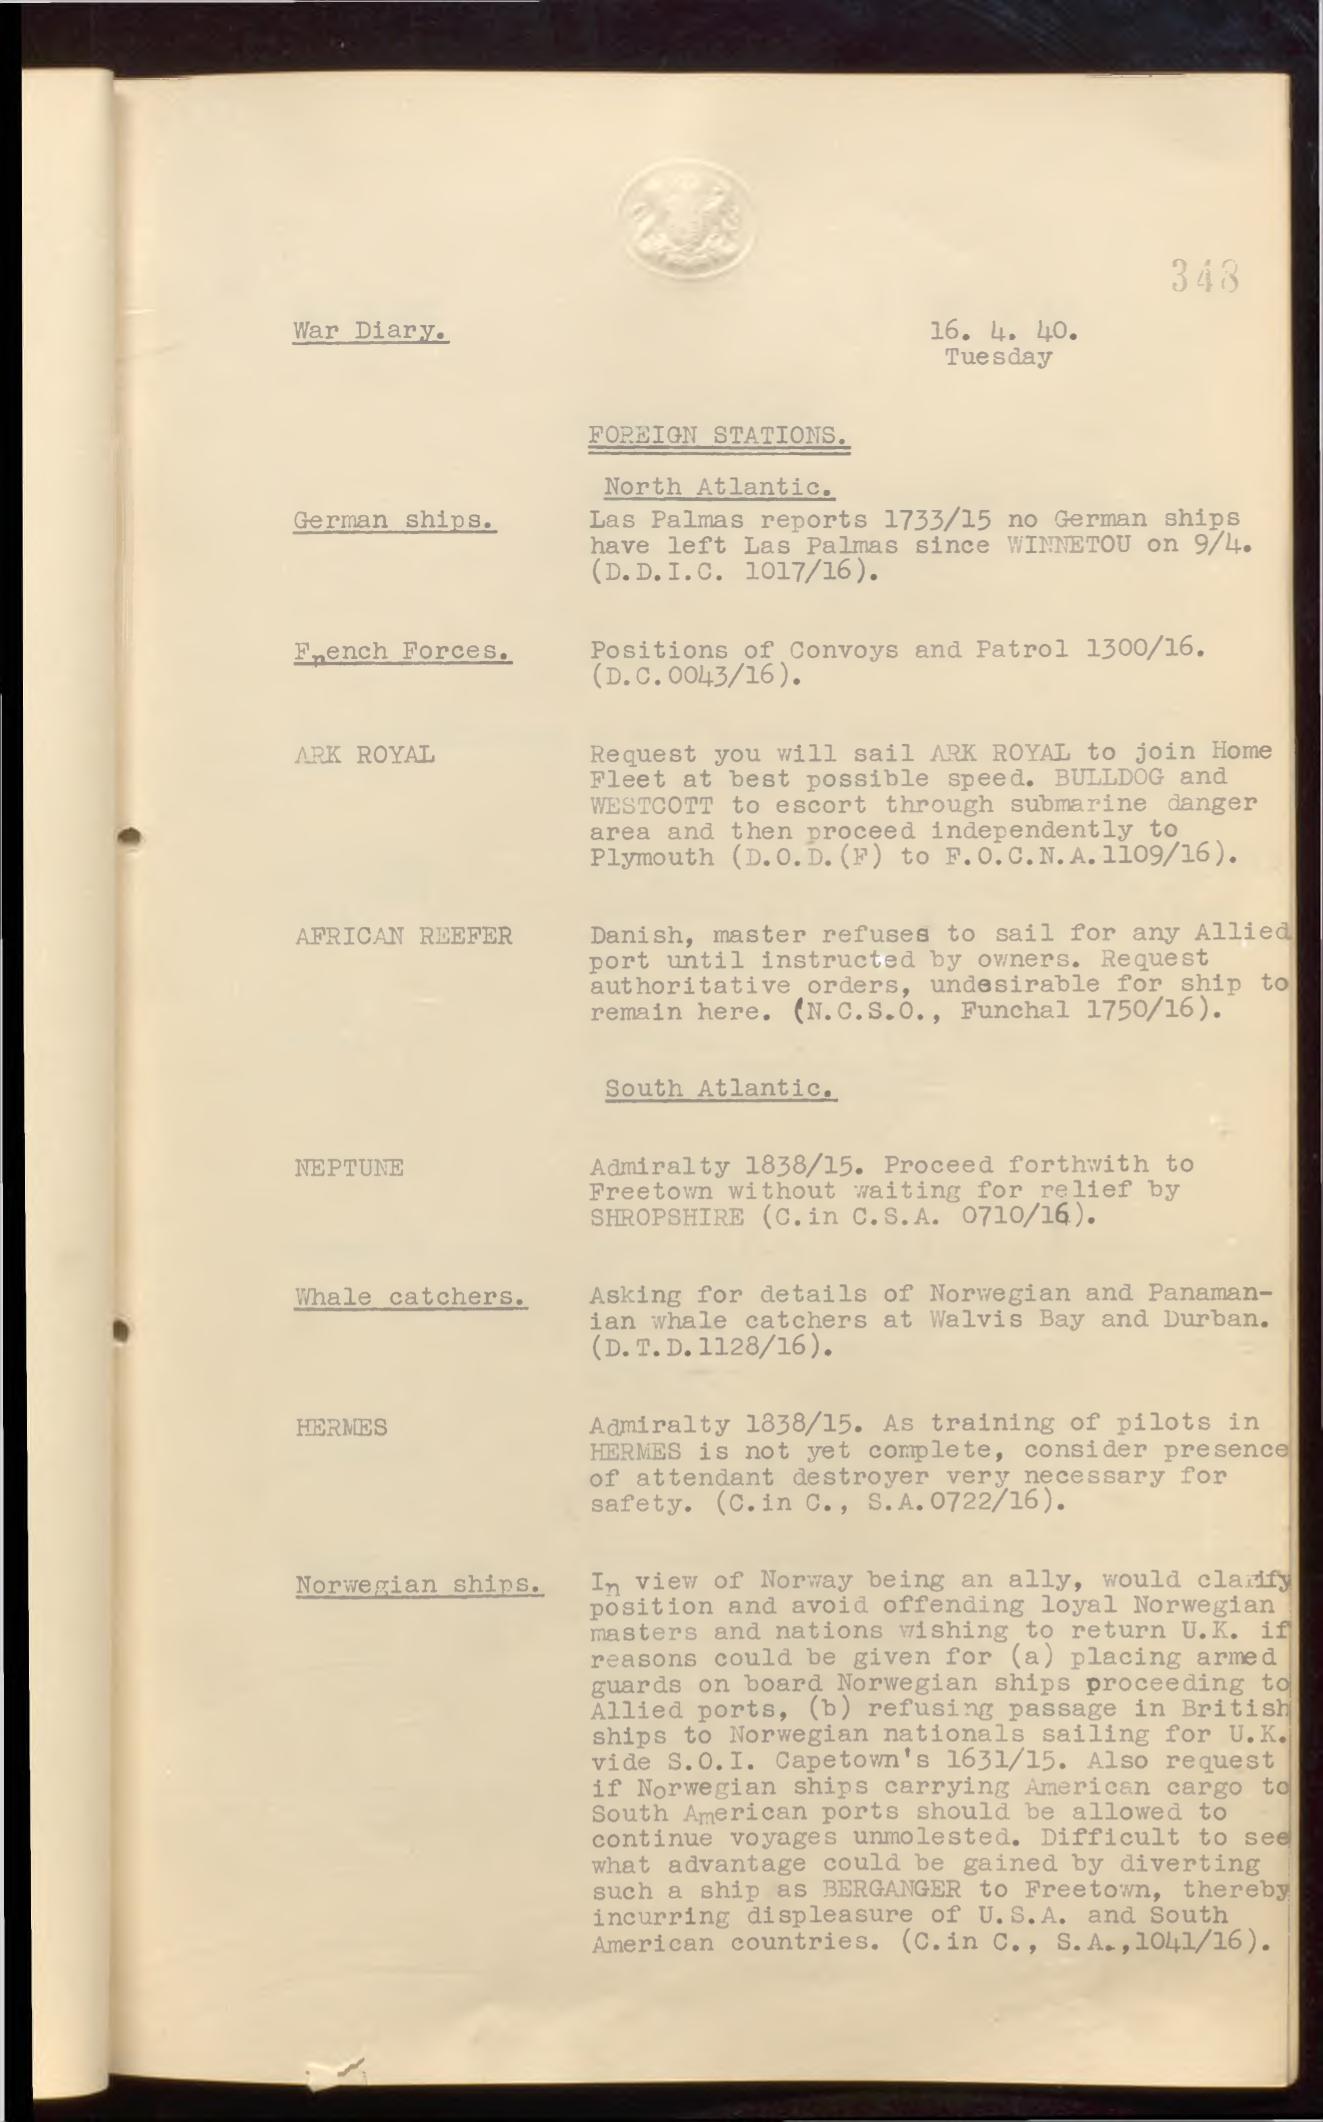 348
War Diary.
16. 4. 40.
Tuesday
FOREIGN STATIONS.
North Atlantic.
German ships.
Las Palmas reports 1733/15 no German ships
have left Las Palmas since WINNETOU on 9/4.
(D.D.I.C. 1017/16).
French Forces.
Positions of Convoys and Patrol 1300/16.
(D.C.0043/16).
ARK ROYAL
Request you will sail ARK ROYAL to join Home
Fleet at best possible speed. BULLDOG and
WESTCOTT to escort through submarine danger
area and then proceed independently to
Plymouth (D.O.D.(F) to F.O.C.N.A.1109/16).
AFRICAN REEFER
Danish, master refuses to sail for any Allied
port until instructed by owners. Request
authoritative orders, undesirable for ship to
remain here. (N.C.S.O., Funchal 1750/16).
South Atlantic.
NEPTUNE
Admiralty 1838/15. Proceed forthwith to
Freetown without waiting for relief by
SHROPSHIRE (C.in C.S.A. 0710/16).
Whale catchers.
Asking for details of Norwegian and Panaman-
ian whale catchers at Walvis Bay and Durban.
(D.T.D.1128/16).
HERMES
Admiralty 1838/15. As training of pilots in
HERMES is not yet complete, consider presence
of attendant destroyer very necessary for
safety. (C.in C., S.A.0722/16).
Norwegian ships.
In view of Norway being an ally, would clarify
position and avoid offending loyal Norwegian
masters and nations wishing to return U.K. if
reasons could be given for (a) placing armed
guards on board Norwegian ships proceeding to
Allied ports, (b) refusing passage in British
ships to Norwegian nationals sailing for U.K.
vide S.O.I. Capetown's 1631/15. Also request
if Norwegian ships carrying American cargo to
South American ports should be allowed to
continue voyages unmolested. Difficult to see
what advantage could be gained by diverting
such a ship as BERGANGER to Freetown, thereby
incurring displeasure of U.S.A. and South
American countries. (C.in C., S.A.,1041/16).